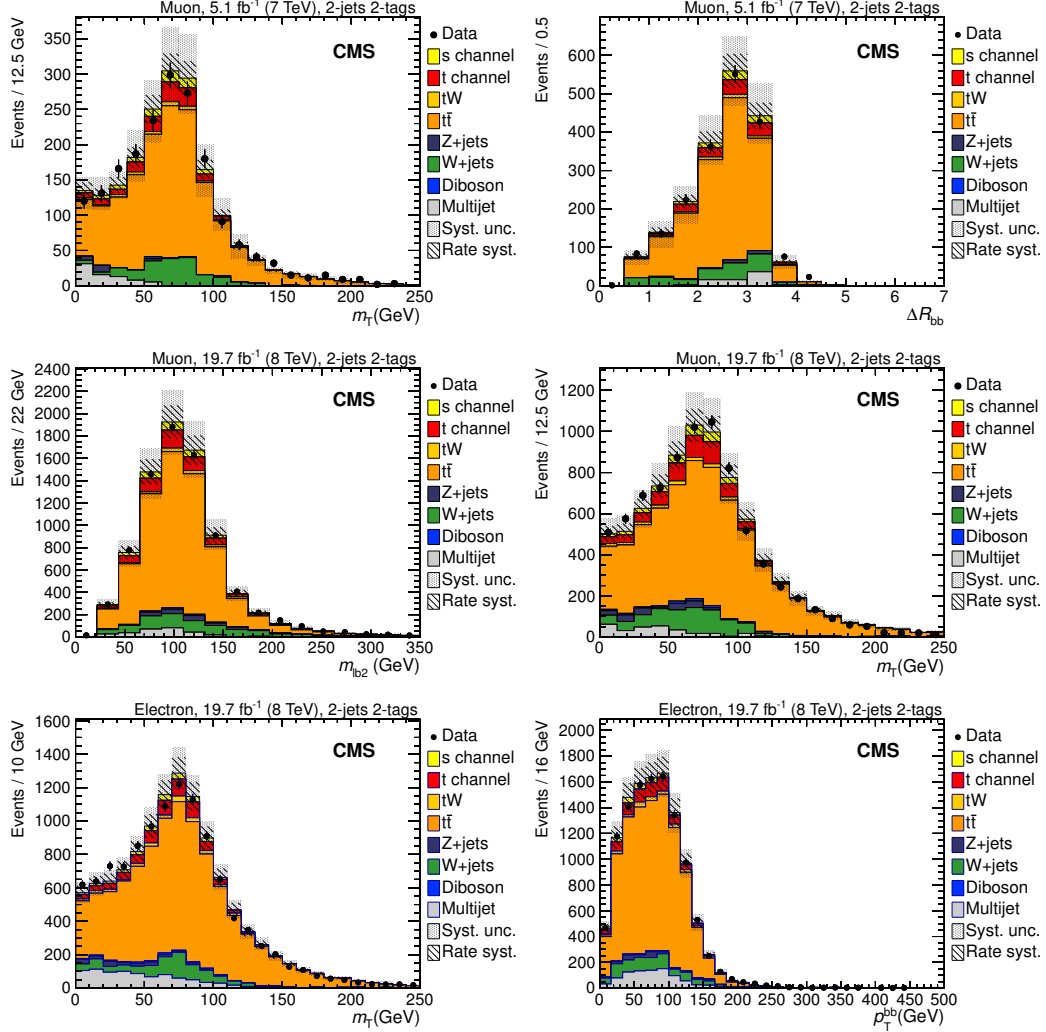 Muon, 5.1 fb⁻¹ (7 TeV), 2-jets 2-tags
Events / 12.5 GeV
350
300
250
200
150
100
50
0
0 50 100 150 200 250
m_T(GeV)
CMS
Data
s channel
t channel
tW
tt̄
Z+jets
W+jets
Diboson
Multijet
Syst. unc.
Rate syst.
Muon, 5.1 fb⁻¹ (7 TeV), 2-jets 2-tags
Events / 0.5
600
500
400
300
200
100
0
0 1 2 3 4 5 6 7
ΔR_bb
CMS
Data
s channel
t channel
tW
tt̄
Z+jets
W+jets
Diboson
Multijet
Syst. unc.
Rate syst.
Muon, 19.7 fb⁻¹ (8 TeV), 2-jets 2-tags
Events / 22 GeV
2400
2200
2000
1800
1600
1400
1200
1000
800
600
400
200
0
0 50 100 150 200 250 300 350
m_lb2 (GeV)
CMS
Data
s channel
t channel
tW
tt̄
Z+jets
W+jets
Diboson
Multijet
Syst. unc.
Rate syst.
Muon, 19.7 fb⁻¹ (8 TeV), 2-jets 2-tags
Events / 12.5 GeV
1200
1000
800
600
400
200
0
0 50 100 150 200 250
m_T(GeV)
CMS
Data
s channel
t channel
tW
tt̄
Z+jets
W+jets
Diboson
Multijet
Syst. unc.
Rate syst.
Electron, 19.7 fb⁻¹ (8 TeV), 2-jets 2-tags
Events / 10 GeV
1600
1400
1200
1000
800
600
400
200
0
0 50 100 150 200 250
m_T(GeV)
CMS
Data
s channel
t channel
tW
tt̄
Z+jets
W+jets
Diboson
Multijet
Syst. unc.
Rate syst.
Electron, 19.7 fb⁻¹ (8 TeV), 2-jets 2-tags
Events / 16 GeV
2000
1800
1600
1400
1200
1000
800
600
400
200
0
0 50 100 150 200 250 300 350 400 450 500
p_T^bb (GeV)
CMS
Data
s channel
t channel
tW
tt̄
Z+jets
W+jets
Diboson
Multijet
Syst. unc.
Rate syst.